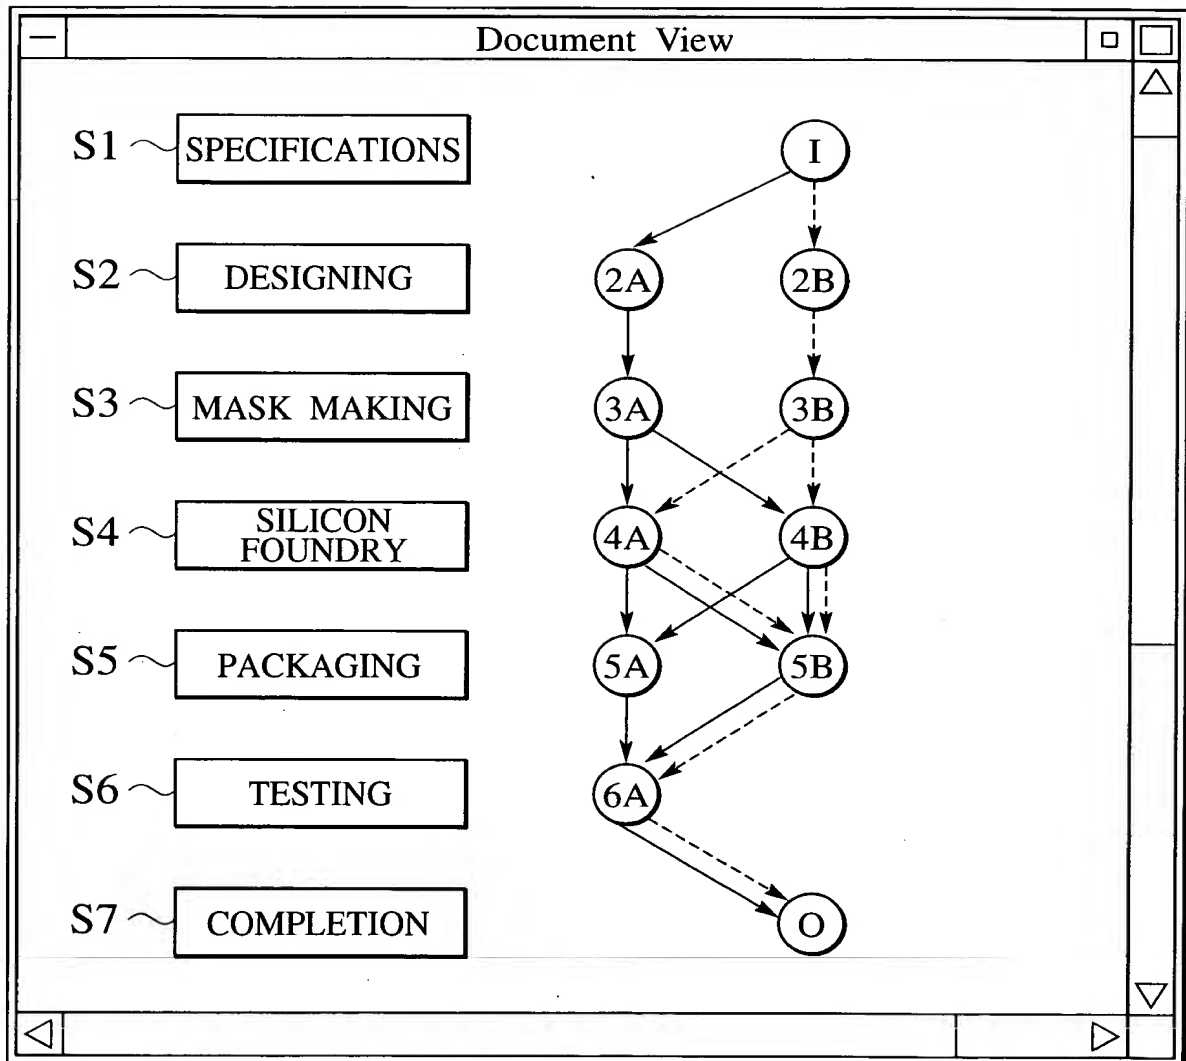 Document View
S1 SPECIFICATIONS I
S2 DESIGNING 2A 2B
S3 MASK MAKING 3A 3B
S4 SILICON
FOUNDRY 4A 4B
S5 PACKAGING 5A 5B
S6 TESTING 6A
S7 COMPLETION O